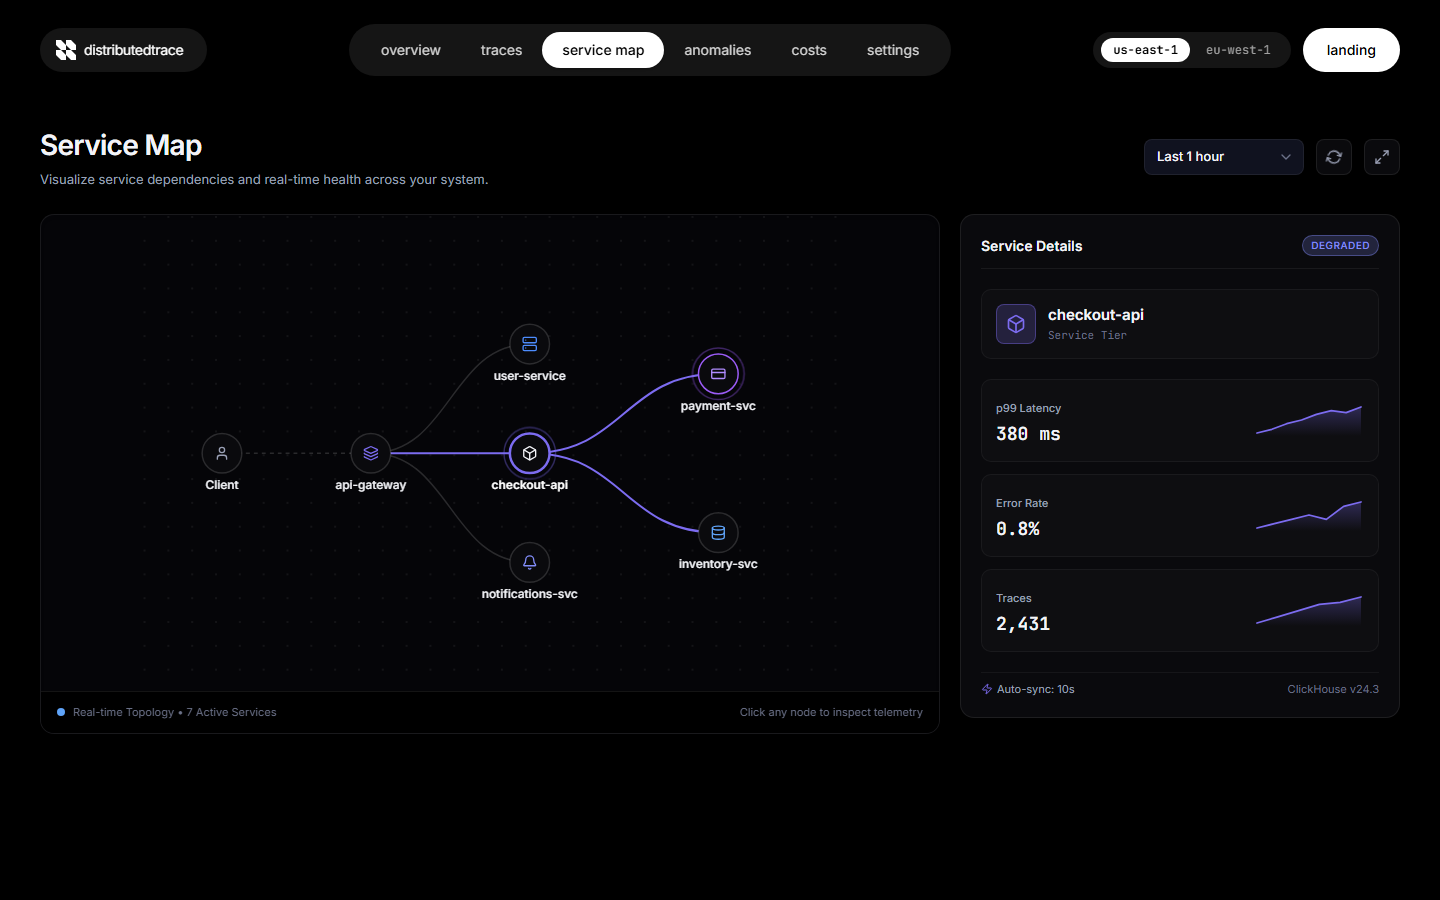 distributedtrace
overview
traces
service map
anomalies
costs
settings
us-east-1
eu-west-1
landing
Service Map
Visualize service dependencies and real-time health across your system.
Last 1 hour
user-service
payment-svc
Client
api-gateway
checkout-api
inventory-svc
notifications-svc
Real-time Topology • 7 Active Services
Click any node to inspect telemetry
Service Details
DEGRADED
checkout-api
Service Tier
p99 Latency
380 ms
Error Rate
0.8%
Traces
2,431
Auto-sync: 10s
ClickHouse v24.3